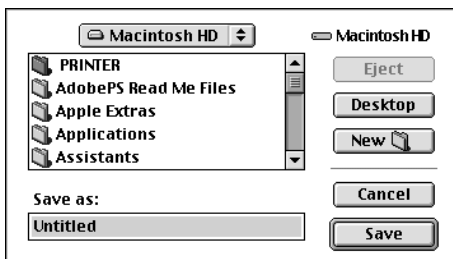 Macintosh HD
Macintosh HD
PRINTER
AdobePS Read Me Files
Apple Extras
Applications
Assistants
Eject
Desktop
New
Save as:
Untitled
Cancel
Save